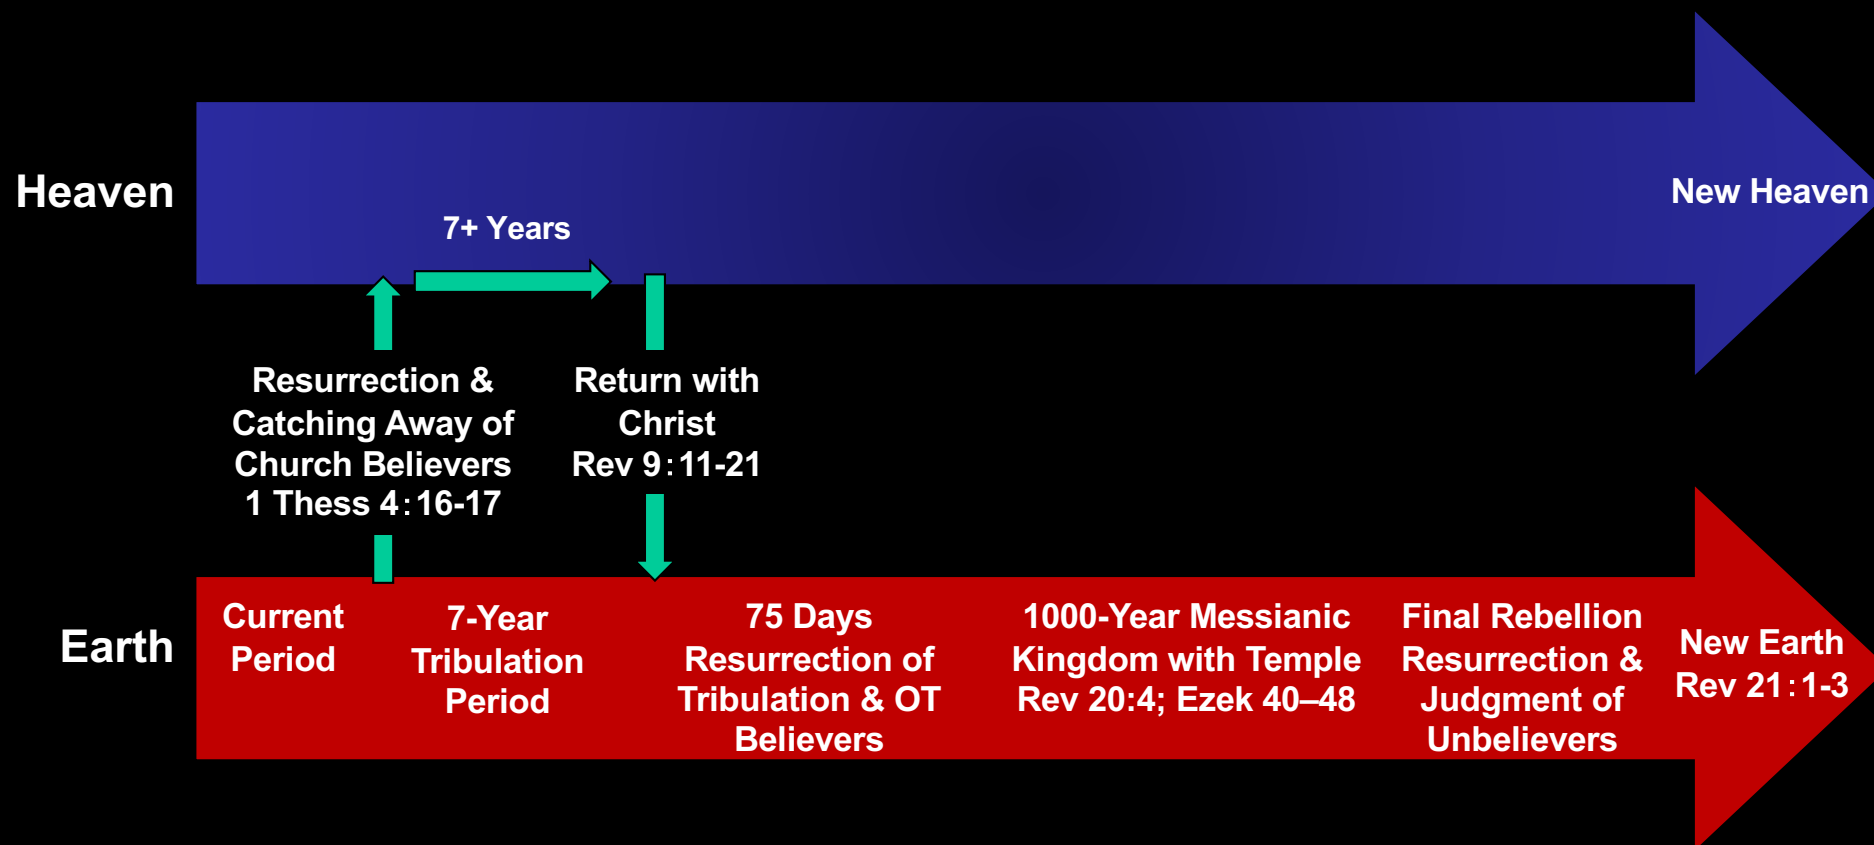 Heaven
7+ Years
New Heaven
Resurrection &
Catching Away of
Church Believers
1 Thess 4:16-17
Return with
Christ
Rev 9:11-21
Earth
Current
Period
7-Year
Tribulation
Period
75 Days
Resurrection of
Tribulation & OT
Believers
1000-Year Messianic
Kingdom with Temple
Rev 20:4; Ezek 40–48
Final Rebellion
Resurrection &
Judgment of
Unbelievers
New Earth
Rev 21:1-3